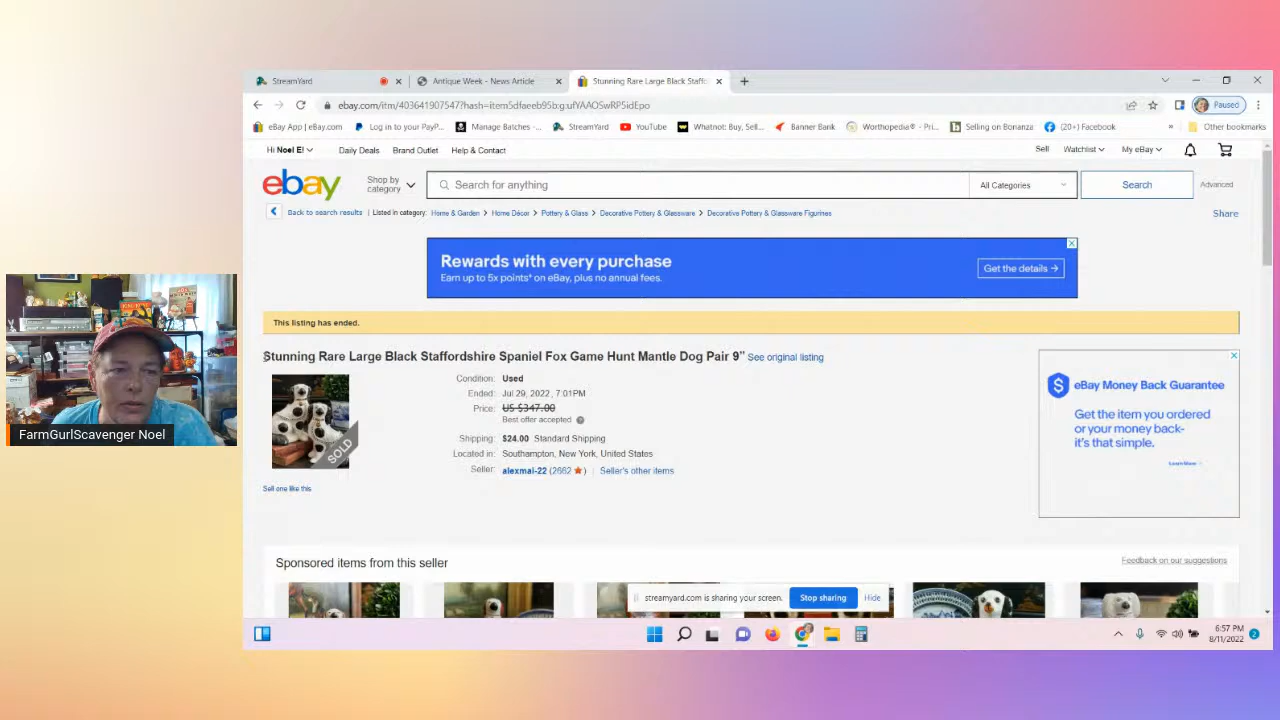 StreamYard
Antique Week - News Article
Stunning Rare Large Black Staffo
ebay.com/itm/403641907547?hash=item5dfaeeb95b:g:ufYAAOSwRP5idEpo
Paused
eBay App | eBay.com
Log in to your PayP...
Manage Batches -...
StreamYard
YouTube
Whatnot: Buy, Sell,...
Banner Bank
Worthopedia® - Pri...
Selling on Bonanza
(20+) Facebook
»
Other bookmarks
Hi Noel E!
Daily Deals
Brand Outlet
Help & Contact
Sell
Watchlist
My eBay
ebay
Shop by
category
Search for anything
All Categories
Search
Advanced
Back to search results | Listed in category: Home & Garden > Home Décor > Pottery & Glass > Decorative Pottery & Glassware > Decorative Pottery & Glassware Figurines
Share
Rewards with every purchase
Earn up to 5x points* on eBay, plus no annual fees.
Get the details →
This listing has ended.
Stunning Rare Large Black Staffordshire Spaniel Fox Game Hunt Mantle Dog Pair 9" See original listing
Condition: Used
Ended: Jul 29, 2022, 7:01PM
Price: US $347.00
Best offer accepted
Shipping: $24.00 Standard Shipping
Located in: Southampton, New York, United States
Seller: alexmal-22 (2662 ★) | Seller's other items
SOLD
Sell one like this
eBay Money Back Guarantee
Get the item you ordered
or your money back-
it's that simple.
Learn More
FarmGurlScavenger Noel
Sponsored items from this seller
Feedback on our suggestions
streamyard.com is sharing your screen.
Stop sharing
Hide
6:57 PM
8/11/2022
2